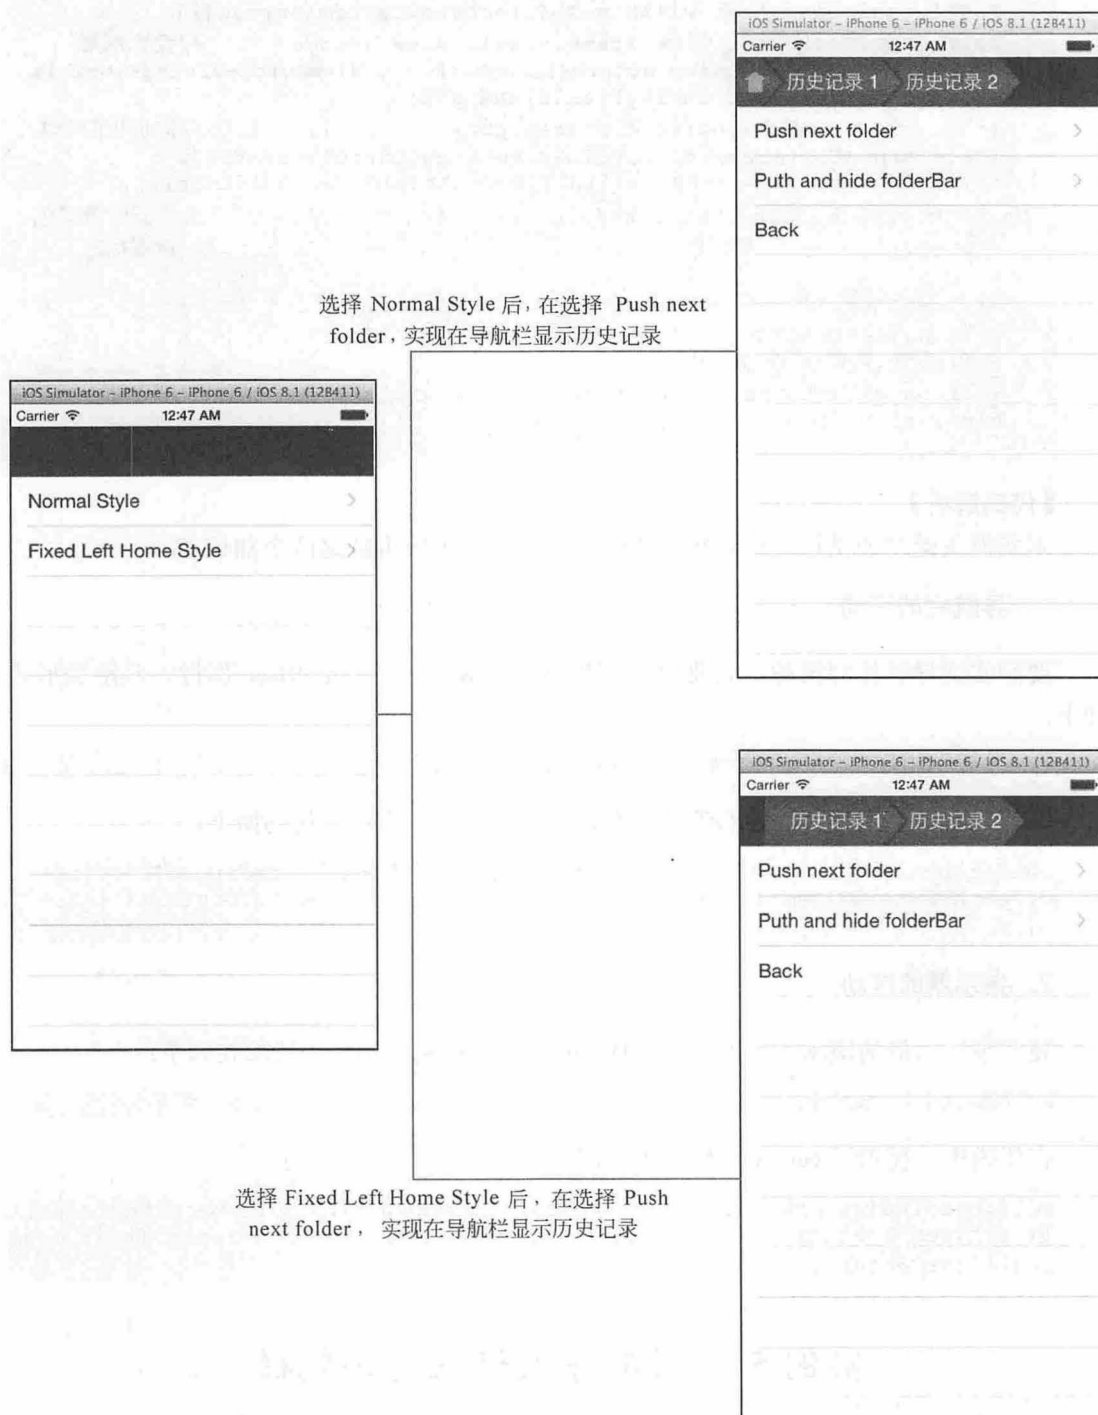 iOS Simulator – iPhone 6 – iPhone 6 / iOS 8.1 (12B411)
Carrier 12:47 AM
历史记录 1 历史记录 2
Push next folder
Puth and hide folderBar
Back
选择 Normal Style 后，在选择 Push next
folder，实现在导航栏显示历史记录
iOS Simulator – iPhone 6 – iPhone 6 / iOS 8.1 (12B411)
Carrier 12:47 AM
Normal Style
Fixed Left Home Style
iOS Simulator – iPhone 6 – iPhone 6 / iOS 8.1 (12B411)
Carrier 12:47 AM
历史记录 1 历史记录 2
Push next folder
Puth and hide folderBar
Back
选择 Fixed Left Home Style 后，在选择 Push
next folder， 实现在导航栏显示历史记录